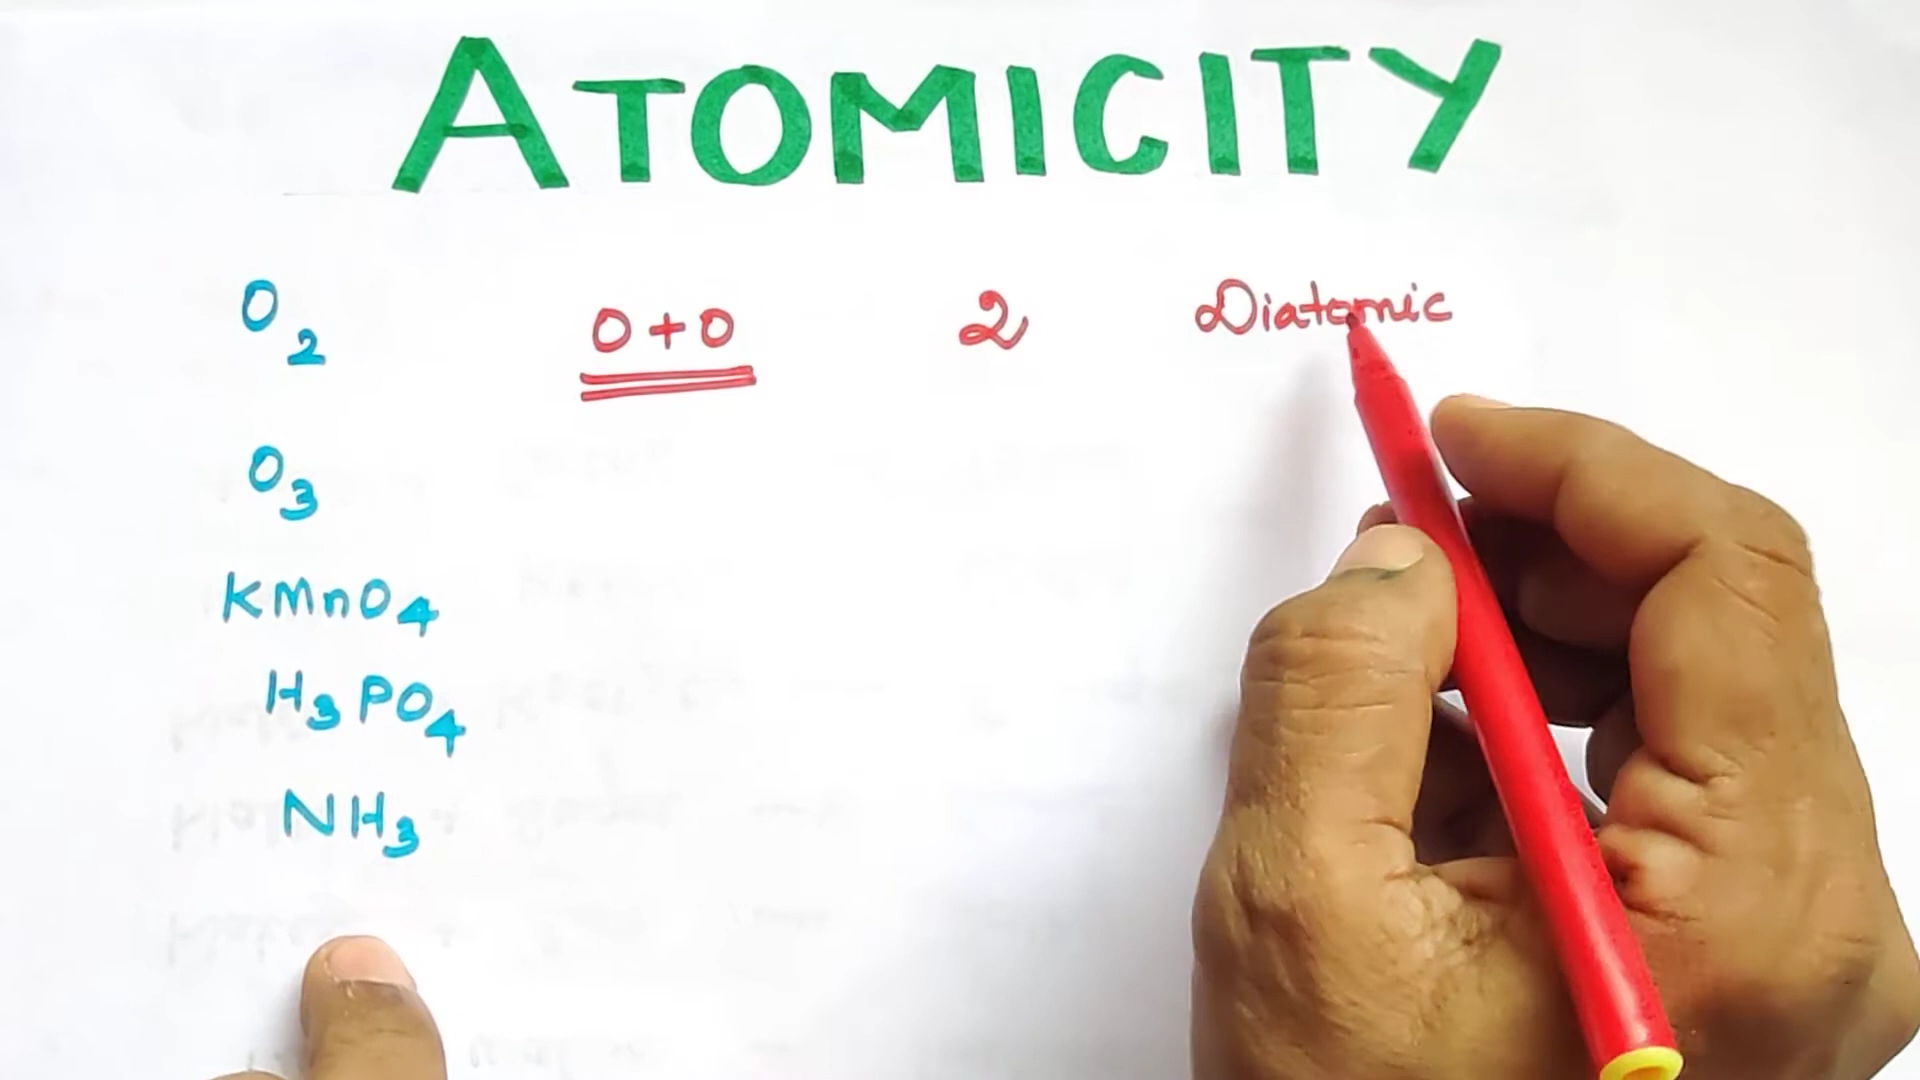 ATOMICITY
O2 O+O 2 Diatomic
O3
KMnO4
H3PO4
NH3